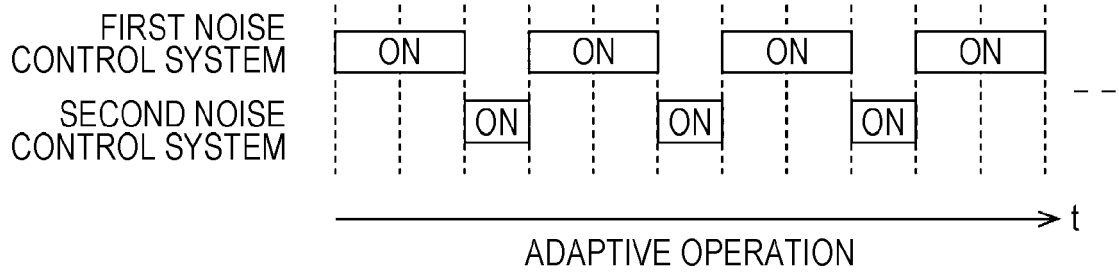 FIRST NOISE
CONTROL SYSTEM
ON ON ON ON
SECOND NOISE
CONTROL SYSTEM
ON ON ON
t
ADAPTIVE OPERATION